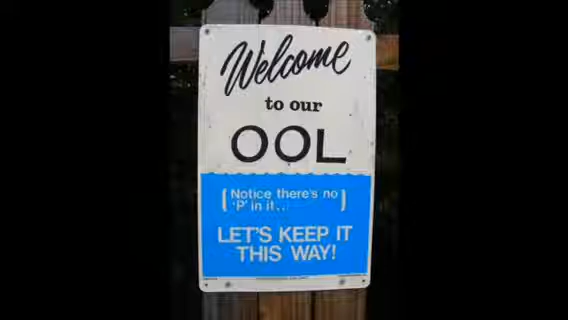 Welcome
to our
OOL
[Notice there's no
'P' in it...]
LET'S KEEP IT
THIS WAY!